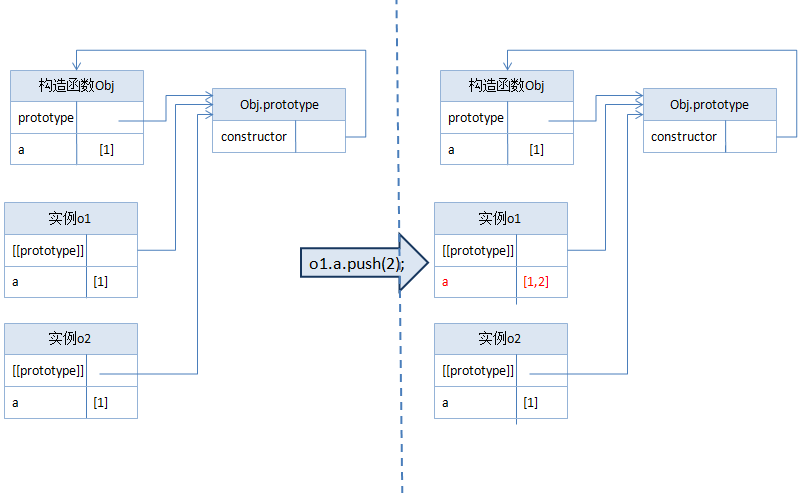 构造函数Obj
prototype
a [1]
Obj.prototype
constructor
实例o1
[[prototype]]
a [1]
实例o2
[[prototype]]
a [1]
o1.a.push(2);
构造函数Obj
prototype
a [1]
Obj.prototype
constructor
实例o1
[[prototype]]
a [1,2]
实例o2
[[prototype]]
a [1]